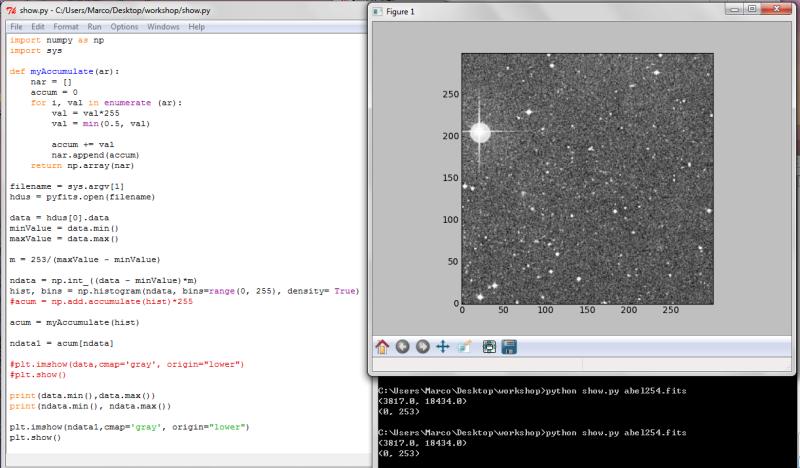 show.py - C:/Users/Marco/Desktop/workshop/show.py
File Edit Format Run Options Windows Help
import numpy as np
import sys
def myAccumulate(ar):
nar = []
accum = 0
for i, val in enumerate (ar):
val = val*255
val = min(0.5, val)
accum += val
nar.append(accum)
return np.array(nar)
filename = sys.argv[1]
hdus = pyfits.open(filename)
data = hdus[0].data
minValue = data.min()
maxValue = data.max()
m = 253/(maxValue - minValue)
ndata = np.int_((data - minValue)*m)
hist, bins = np.histogram(ndata, bins=range(0, 255), density= True)
#acum = np.add.accumulate(hist)*255
acum = myAccumulate(hist)
ndata1 = acum[ndata]
#plt.imshow(data,cmap='gray', origin="lower")
#plt.show()
print(data.min(),data.max())
print(ndata.min(), ndata.max())
plt.imshow(ndata1,cmap='gray', origin="lower")
plt.show()
Figure 1
250
200
150
100
50
0
0 50 100 150 200 250
C:\Users\Marco\Desktop\workshop>python show.py abel254.fits
(3817.0, 18434.0)
(0, 253)
C:\Users\Marco\Desktop\workshop>python show.py abel254.fits
(3817.0, 18434.0)
(0, 253)